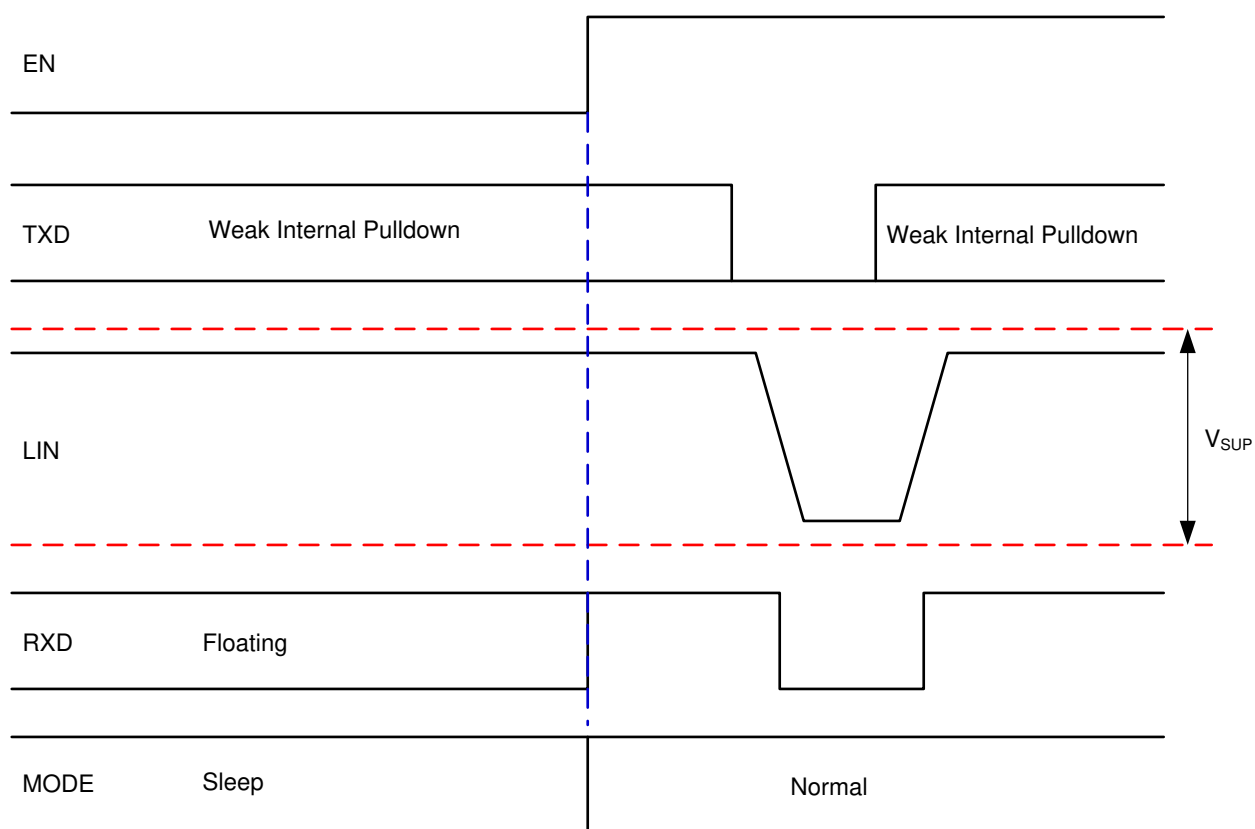 EN
TXD
Weak Internal Pulldown
Weak Internal Pulldown
LIN
VSUP
RXD
Floating
MODE
Sleep
Normal